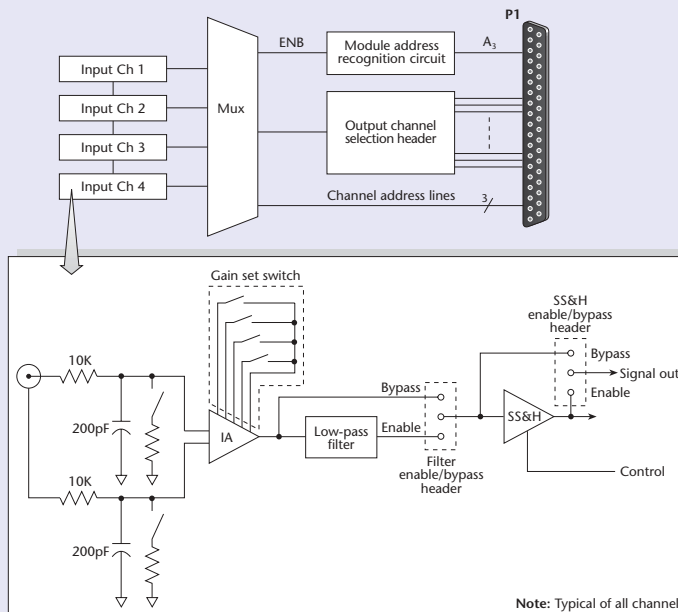 P1
ENB
Module address
recognition circuit
A3
Input Ch 1
Input Ch 2
Input Ch 3
Input Ch 4
Mux
Output channel
selection header
Channel address lines
3
Gain set switch
10K
200pF
IA
Low-pass
filter
Bypass
Enable
Filter
enable/bypass
header
SS&H
SS&H
enable/bypass
header
Bypass
Signal out
Enable
Control
10K
200pF
Note: Typical of all channel